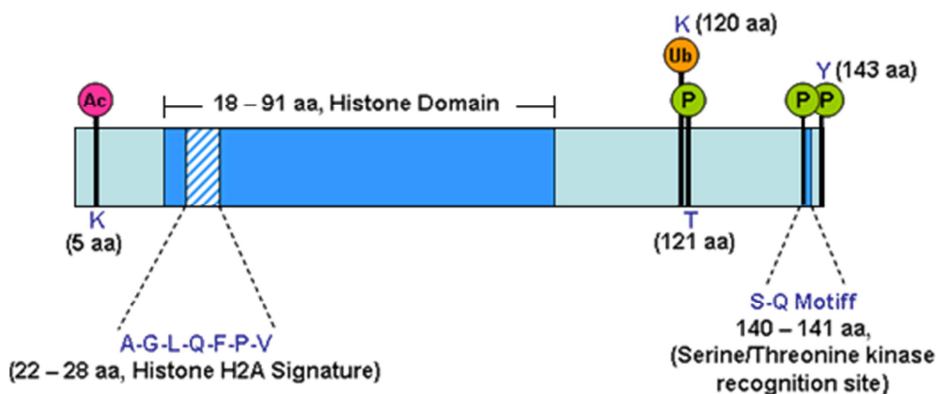 K (120 aa)
Ub
Y (143 aa)
Ac
18 – 91 aa, Histone Domain
P
P
P
K
(5 aa)
T
(121 aa)
A-G-L-Q-F-P-V
(22 – 28 aa, Histone H2A Signature)
S-Q Motiff
140 – 141 aa,
(Serine/Threonine kinase
recognition site)